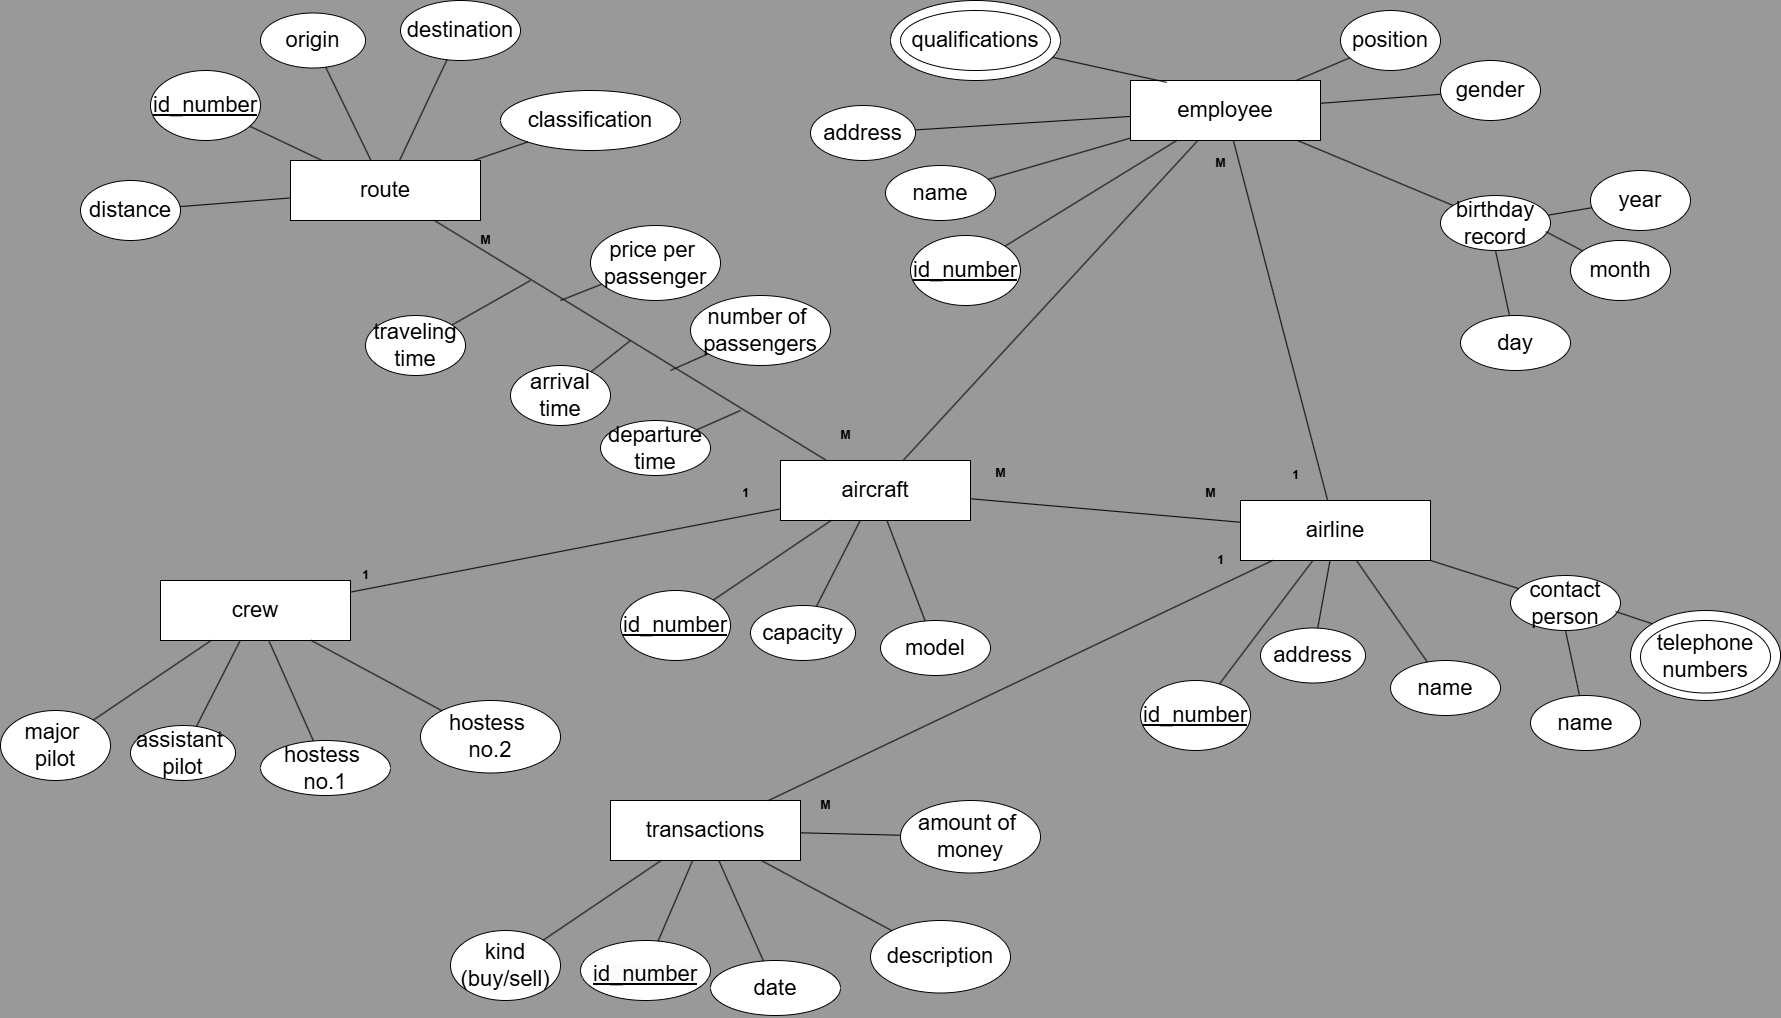 origin
destination
id_number
classification
route
distance
M
price per
passenger
traveling
time
number of
passengers
arrival
time
departure
time
M
qualifications
position
gender
employee
address
M
name
id_number
birthday
record
year
month
day
aircraft
1
M
M
1
airline
1
1
crew
major
pilot
assistant
pilot
hostess
no.1
hostess
no.2
id_number
capacity
model
id_number
address
name
contact
person
telephone
numbers
name
transactions
M
amount of
money
kind
(buy/sell)
id_number
date
description